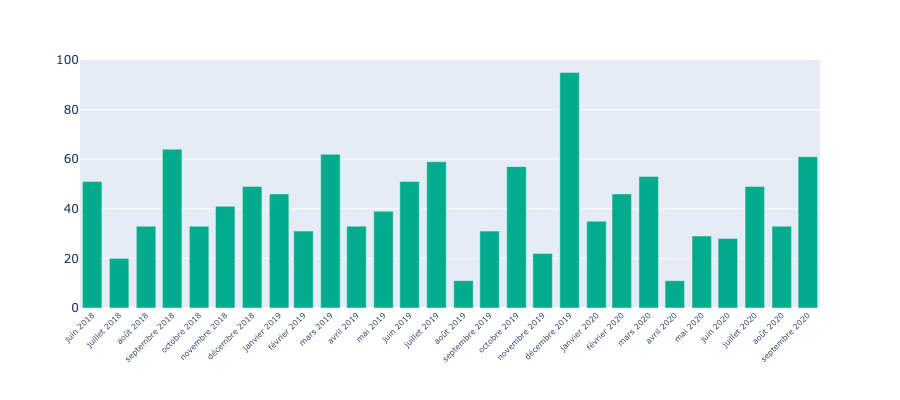 100
80
60
40
20
0
juin 2018
juillet 2018
août 2018
septembre 2018
octobre 2018
novembre 2018
décembre 2018
janvier 2019
février 2019
mars 2019
avril 2019
mai 2019
juin 2019
juillet 2019
août 2019
septembre 2019
octobre 2019
novembre 2019
décembre 2019
janvier 2020
février 2020
mars 2020
avril 2020
mai 2020
juin 2020
juillet 2020
août 2020
septembre 2020